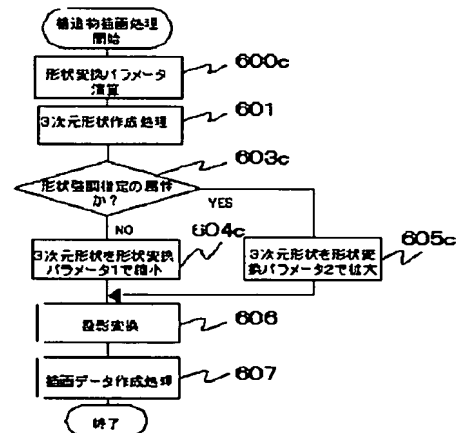 構造物描画処理
開始
形状変換パラメータ
演算
600c
3次元形状作成処理
601
603c
形状強調指定の属性
か?
YES
NO
604c
3次元形状を形状変換
パラメータ1で縮小
605c
3次元形状を形状変
換パラメータ2で拡大
投影変換
606
描画データ作成処理
607
終了